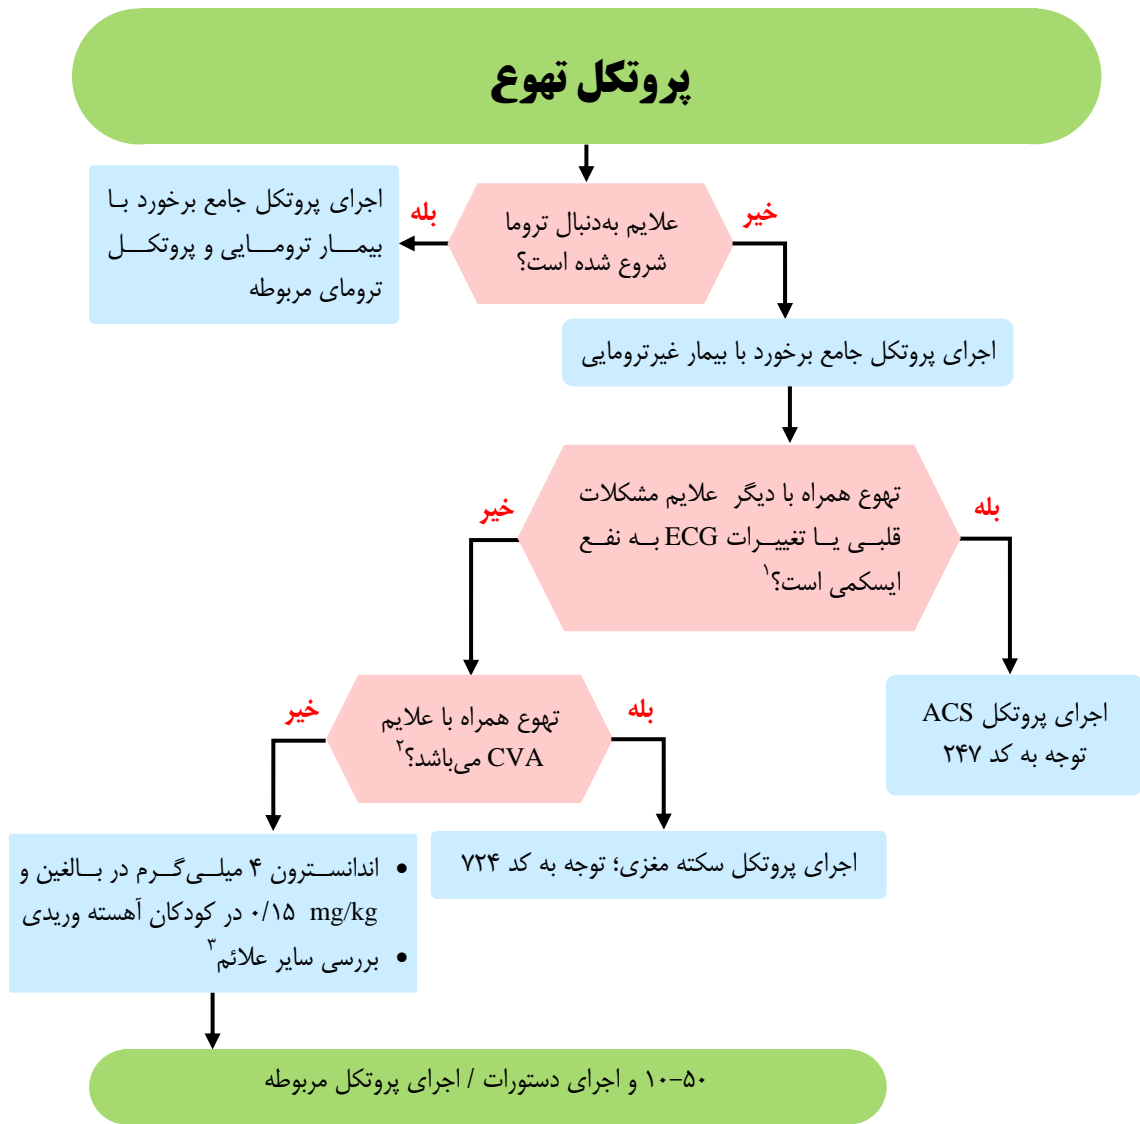 پروتکل تهوع
علایم به‌دنبال تروما
شروع شده است؟
بله
خیر
اجرای پروتکل جامع برخورد با
بیمار ترومایی و پروتکل
ترومای مربوطه
اجرای پروتکل جامع برخورد با بیمار غیرترومایی
تهوع همراه با دیگر علایم مشکلات
قلبی یا تغییرات ECG به نفع
ایسکمی است؟۱
بله
خیر
اجرای پروتکل ACS
توجه به کد ۲۴۷
تهوع همراه با علایم
CVA می‌باشد؟۲
بله
خیر
اجرای پروتکل سکته مغزی؛ توجه به کد ۷۲۴
• اندانسترون ۴ میلی‌گرم در بالغین و
۰/۱۵ mg/kg در کودکان آهسته وریدی
• بررسی سایر علائم۳
۱۰-۵۰ و اجرای دستورات / اجرای پروتکل مربوطه